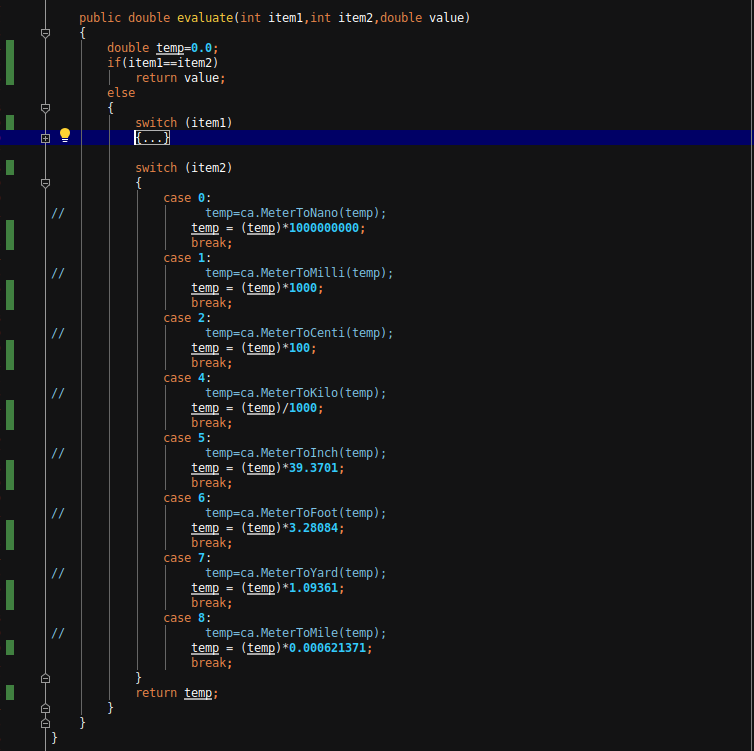 public double evaluate(int item1,int item2,double value)
{
double temp=0.0;
if(item1==item2)
return value;
else
{
switch (item1)
{...}
switch (item2)
{
case 0:
// temp=ca.MeterToNano(temp);
temp = (temp)*1000000000;
break;
case 1:
// temp=ca.MeterToMilli(temp);
temp = (temp)*1000;
break;
case 2:
// temp=ca.MeterToCenti(temp);
temp = (temp)*100;
break;
case 4:
// temp=ca.MeterToKilo(temp);
temp = (temp)/1000;
break;
case 5:
// temp=ca.MeterToInch(temp);
temp = (temp)*39.3701;
break;
case 6:
// temp=ca.MeterToFoot(temp);
temp = (temp)*3.28084;
break;
case 7:
// temp=ca.MeterToYard(temp);
temp = (temp)*1.09361;
break;
case 8:
// temp=ca.MeterToMile(temp);
temp = (temp)*0.000621371;
break;
}
return temp;
}
}
}